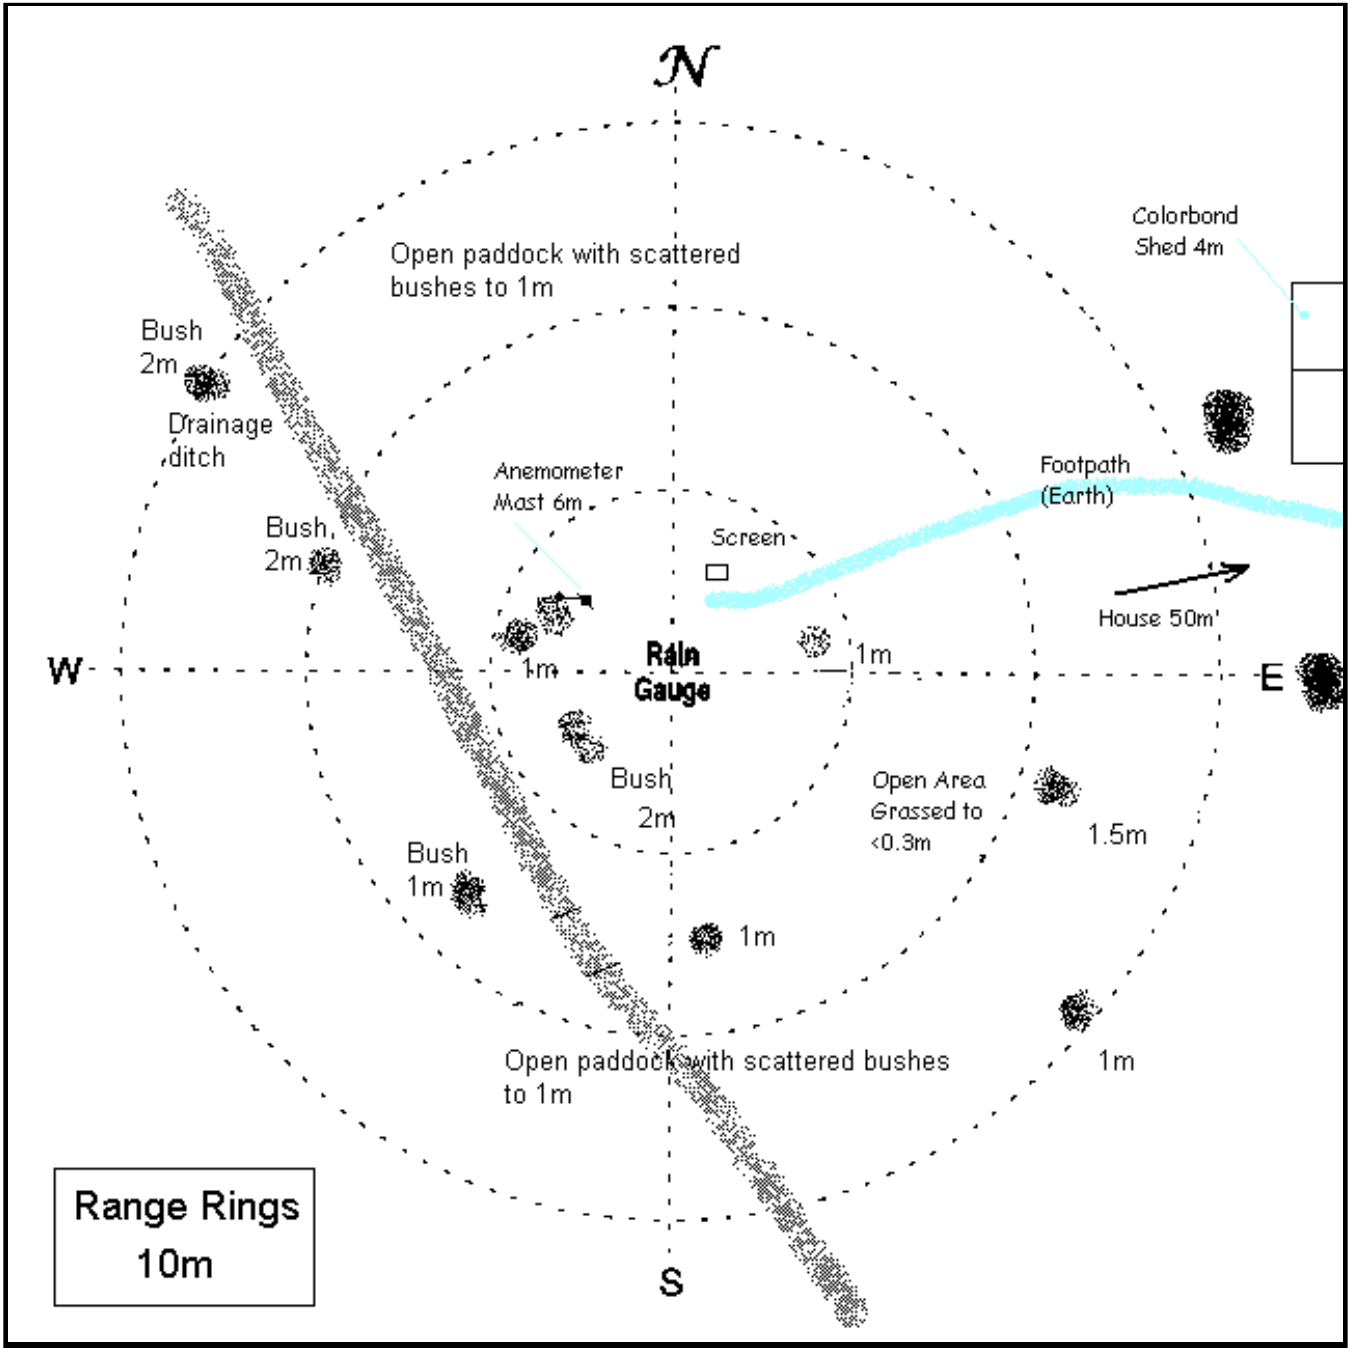 N
Colorbond
Shed 4m
Open paddock with scattered
bushes to 1m
Bush
2m
Drainage
ditch
Anemometer
Mast 6m
Footpath
(Earth)
Bush
2m
Screen
House 50m
1m
Rain
Gauge
1m
W
E
Bush
2m
Open Area
Grassed to
<0.3m
1.5m
Bush
1m
1m
Open paddock with scattered bushes
to 1m
1m
Range Rings
10m
S